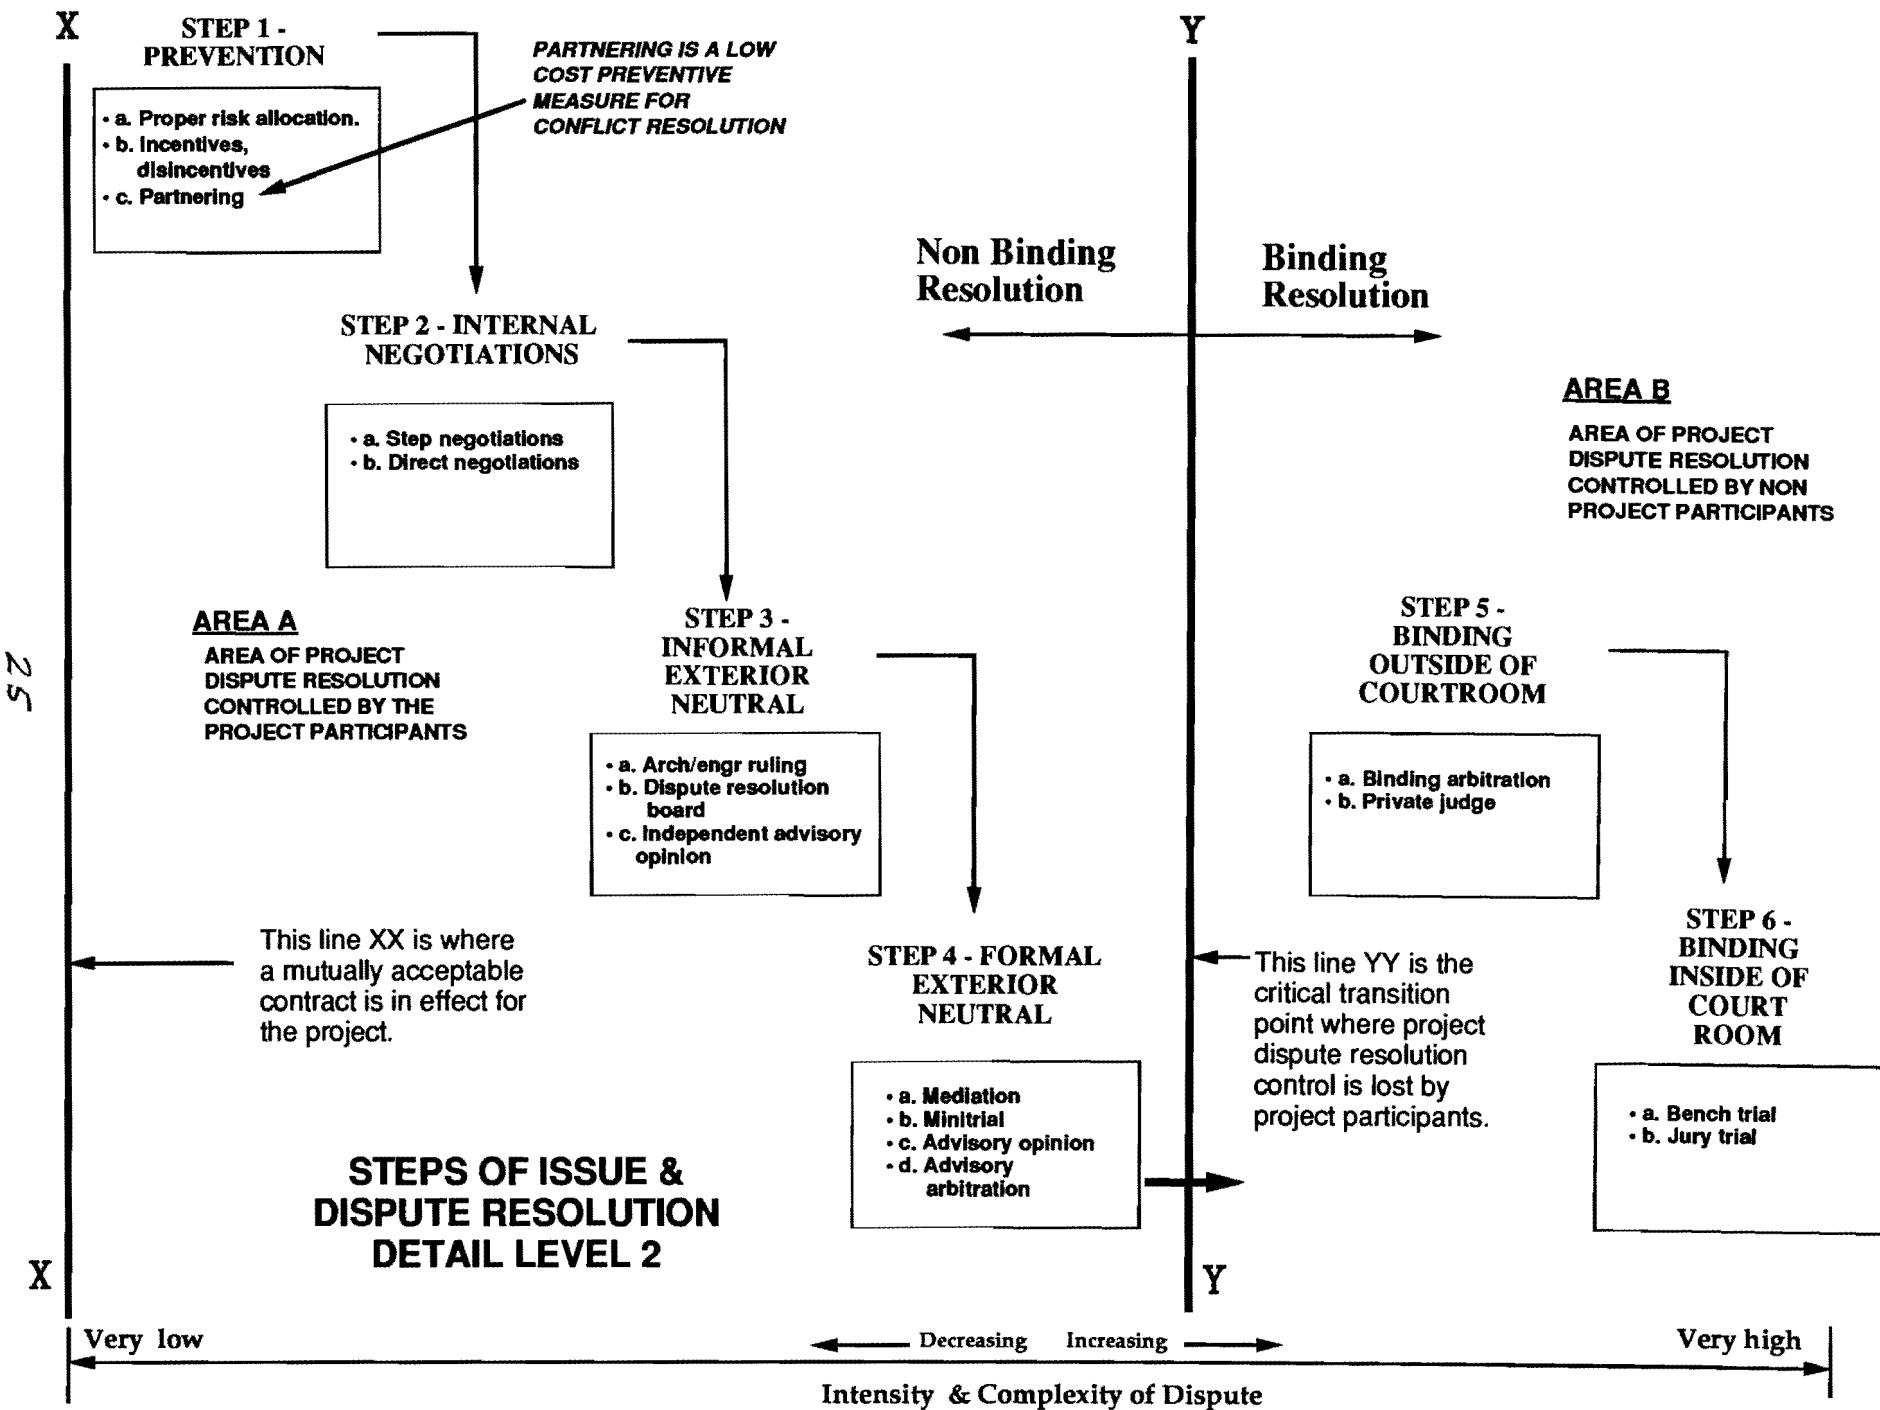 X
STEP 1 -
PREVENTION
• a. Proper risk allocation.
• b. Incentives,
disincentives
• c. Partnering
PARTNERING IS A LOW
COST PREVENTIVE
MEASURE FOR
CONFLICT RESOLUTION
Y
Non Binding
Resolution
Binding
Resolution
STEP 2 - INTERNAL
NEGOTIATIONS
• a. Step negotiations
• b. Direct negotiations
AREA B
AREA OF PROJECT
DISPUTE RESOLUTION
CONTROLLED BY NON
PROJECT PARTICIPANTS
AREA A
AREA OF PROJECT
DISPUTE RESOLUTION
CONTROLLED BY THE
PROJECT PARTICIPANTS
25
STEP 3 -
INFORMAL
EXTERIOR
NEUTRAL
• a. Arch/engr ruling
• b. Dispute resolution
board
• c. Independent advisory
opinion
STEP 5 -
BINDING
OUTSIDE OF
COURTROOM
• a. Binding arbitration
• b. Private judge
This line XX is where
a mutually acceptable
contract is in effect for
the project.
STEP 4 - FORMAL
EXTERIOR
NEUTRAL
• a. Mediation
• b. Minitrial
• c. Advisory opinion
• d. Advisory
arbitration
This line YY is the
critical transition
point where project
dispute resolution
control is lost by
project participants.
STEP 6 -
BINDING
INSIDE OF
COURT
ROOM
• a. Bench trial
• b. Jury trial
STEPS OF ISSUE &
DISPUTE RESOLUTION
DETAIL LEVEL 2
X
Y
Very low
Decreasing Increasing
Very high
Intensity & Complexity of Dispute